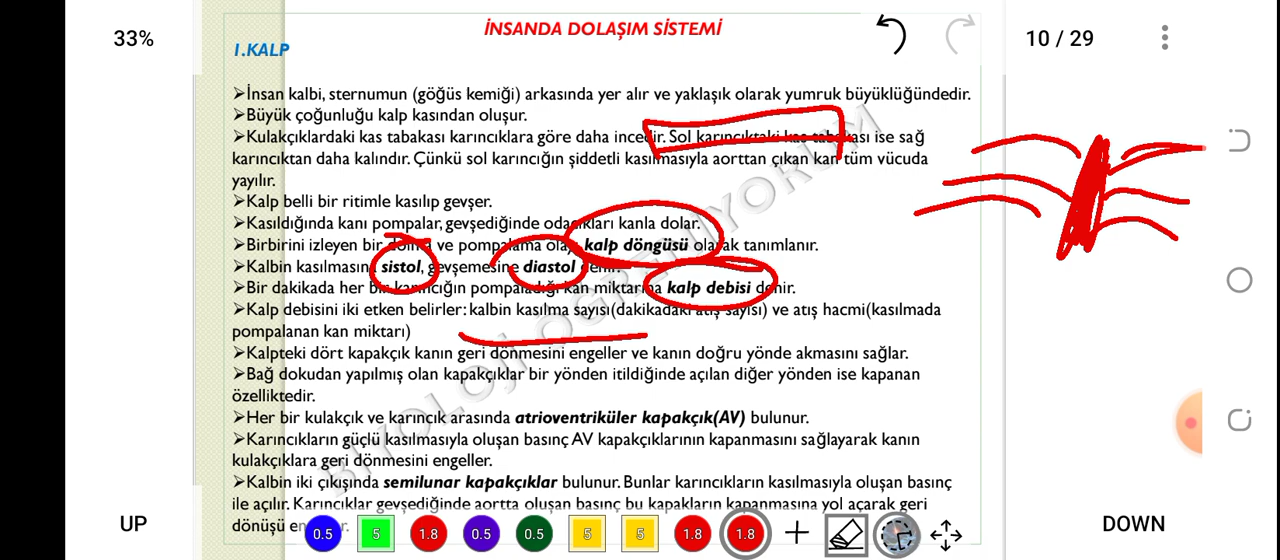 33%
İNSANDA DOLAŞIM SİSTEMİ
10 / 29
I.KALP
➢İnsan kalbi, sternumun (göğüs kemiği) arkasında yer alır ve yaklaşık olarak yumruk büyüklüğündedir.
➢Büyük çoğunluğu kalp kasından oluşur.
➢Kulakçıklardaki kas tabakası karıncıklara göre daha incedir. Sol karıncıktaki kas tabakası ise sağ
karıncıktan daha kalındır. Çünkü sol karıncığın şiddetli kasılmasıyla aorttan çıkan kan tüm vücuda
yayılır.
➢Kalp belli bir ritimle kasılıp gevşer.
➢Kasıldığında kanı pompalar, gevşediğinde odacıkları kanla dolar.
➢Birbirini izleyen bir dolma ve pompalama olayı kalp döngüsü olarak tanımlanır.
➢Kalbin kasılmasına sistol, gevşemesine diastol denir.
➢Bir dakikada her bir karıncığın pompaladığı kan miktarına kalp debisi denir.
➢Kalp debisini iki etken belirler: kalbin kasılma sayısı(dakikadaki atış sayısı) ve atış hacmi(kasılmada
pompalanan kan miktarı)
➢Kalpteki dört kapakçık kanın geri dönmesini engeller ve kanın doğru yönde akmasını sağlar.
➢Bağ dokudan yapılmış olan kapakçıklar bir yönden itildiğinde açılan diğer yönden ise kapanan
özelliktedir.
➢Her bir kulakçık ve karıncık arasında atrioventriküler kapakçık(AV) bulunur.
➢Karıncıkların güçlü kasılmasıyla oluşan basınç AV kapakçıklarının kapanmasını sağlayarak kanın
kulakçıklara geri dönmesini engeller.
➢Kalbin iki çıkışında semilunar kapakçıklar bulunur. Bunlar karıncıkların kasılmasıyla oluşan basınç
ile açılır. Karıncıklar gevşediğinde aortta oluşan basınç bu kapakların kapanmasına yol açarak geri
dönüşü
BİYOLOJİ ÖĞRENİYORUM
UP
0.5 5 1.8 0.5 0.5 5 5 1.8 1.8
DOWN